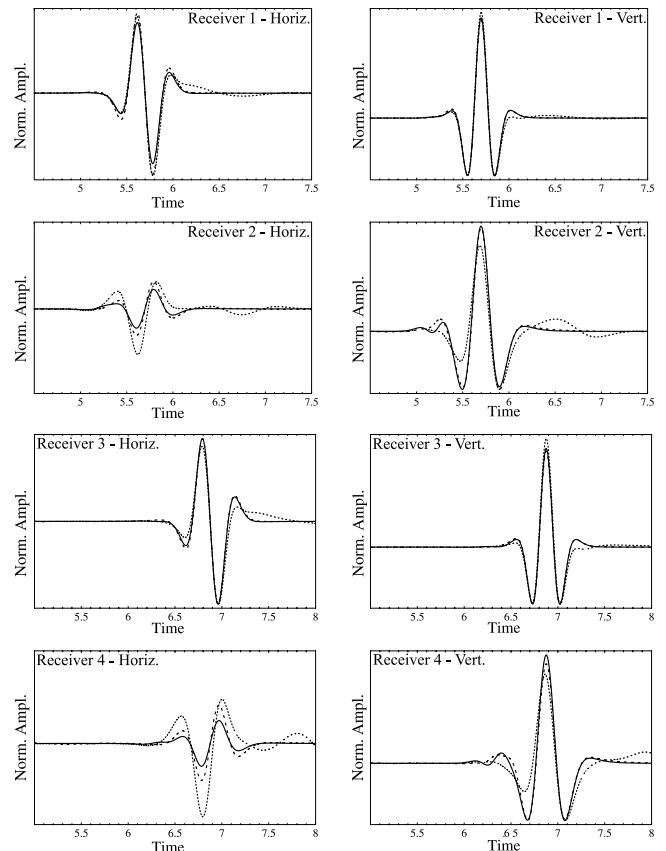 Receiver 1 - Horiz.
Norm. Ampl.
5 5.5 6 6.5 7 7.5
Time
Receiver 1 - Vert.
Norm. Ampl.
5 5.5 6 6.5 7 7.5
Time
Receiver 2 - Horiz.
Norm. Ampl.
5 5.5 6 6.5 7 7.5
Time
Receiver 2 - Vert.
Norm. Ampl.
5 5.5 6 6.5 7 7.5
Time
Receiver 3 - Horiz.
Norm. Ampl.
5.5 6 6.5 7 7.5 8
Time
Receiver 3 - Vert.
Norm. Ampl.
5.5 6 6.5 7 7.5 8
Time
Receiver 4 - Horiz.
Norm. Ampl.
5.5 6 6.5 7 7.5 8
Time
Receiver 4 - Vert.
Norm. Ampl.
5.5 6 6.5 7 7.5 8
Time